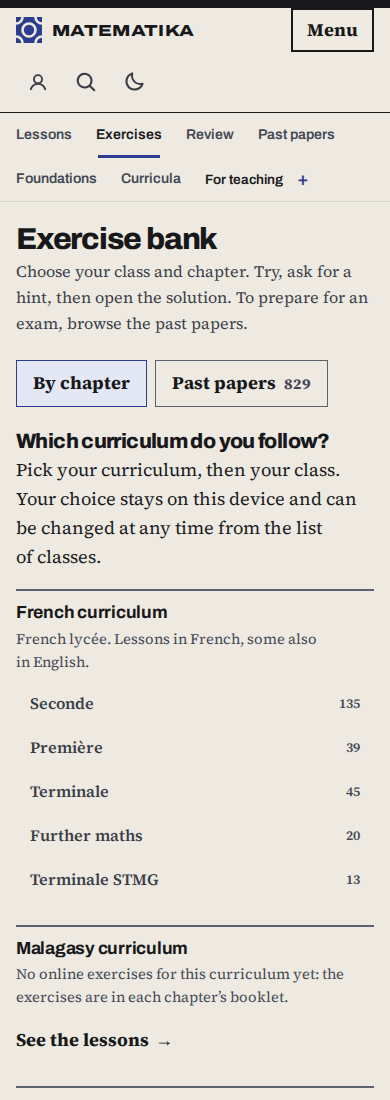 MATEMATIKA
Menu
Lessons Exercises Review Past papers
Foundations Curricula For teaching +
Exercise bank
Choose your class and chapter. Try, ask for a
hint, then open the solution. To prepare for an
exam, browse the past papers.
By chapter Past papers 829
Which curriculum do you follow?
Pick your curriculum, then your class.
Your choice stays on this device and can
be changed at any time from the list
of classes.
French curriculum
French lycée. Lessons in French, some also
in English.
Seconde 135
Première 39
Terminale 45
Further maths 20
Terminale STMG 13
Malagasy curriculum
No online exercises for this curriculum yet: the
exercises are in each chapter’s booklet.
See the lessons →